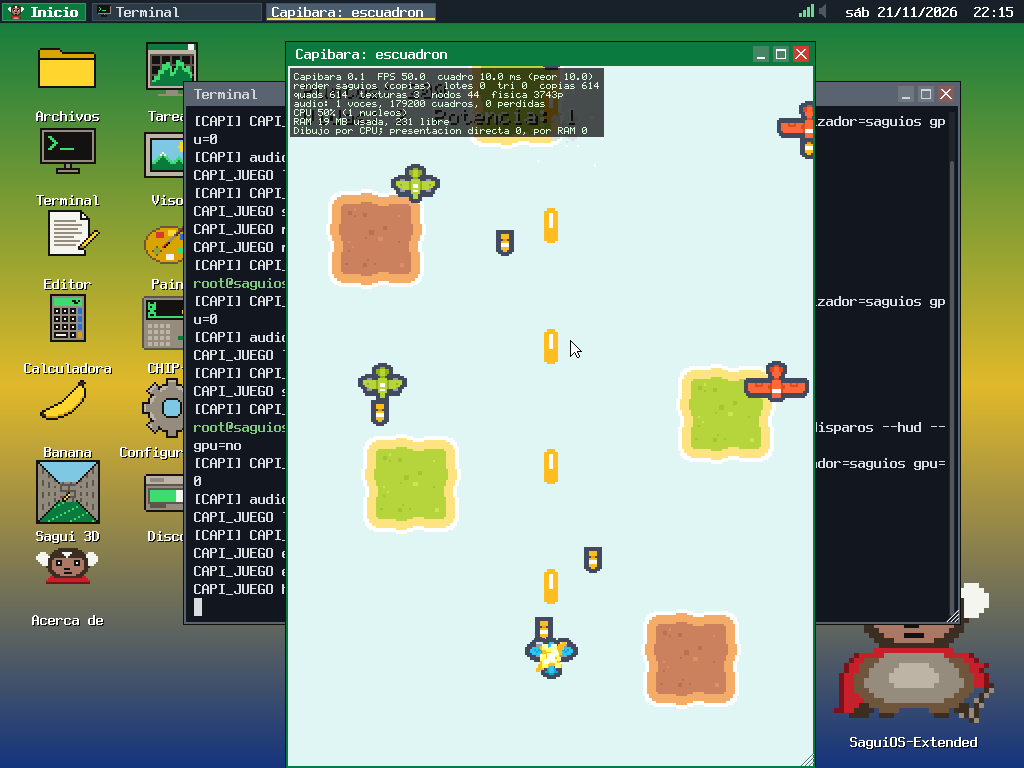 Inicio
Terminal
Capibara: escuadron
sáb 21/11/2026 22:15
Archivos
Terminal
Editor
Calculadora
Banana
Sagui 3D
Acerca de
Tarea
Viso
Pain
CHIP-
Configur
Disco
Terminal
[CAPI] CAPI_
zador=saguios gp
u=0
[CAPI] audio
CAPI_JUEGO
[CAPI] CAPI_
CAPI_JUEGO s
CAPI_JUEGO
CAPI_JUEGO
[CAPI] CAPI_
root@saguios
[CAPI] CAPI_
zador=saguios gp
u=0
[CAPI] audio
CAPI_JUEGO
[CAPI] CAPI_
CAPI_JUEGO s
[CAPI] CAPI_
root@saguios
disparos --hud --
gpu=no
[CAPI] CAPI_
ador=saguios gpu=
0
[CAPI] audio
CAPI_JUEGO
[CAPI] CAPI_
CAPI_JUEGO e
CAPI_JUEGO e
CAPI_JUEGO
Capibara: escuadron
Capibara 0.1 FPS 50.0 cuadro 10.0 ms (peor 10.0)
render saguios (copias) lotes 0 tri 0 copias 614
quads 614 texturas 3 nodos 44 fisica 3743p
audio: 1 voces, 179200 cuadros, 0 perdidas
CPU 50% (1 nucleos)
RAM 19 MB usada, 231 libre
Dibujo por CPU; presentacion directa 0, por RAM 0
Potencia: 1
SaguiOS-Extended